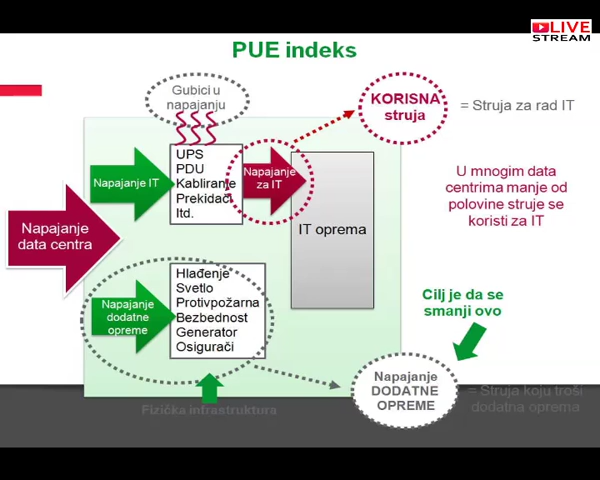 LIVE
STREAM
PUE indeks
Gubici u
napajanju
KORISNA
struja
= Struja za rad IT
Napajanje IT
UPS
PDU
Kabliranje
Prekidači
Itd.
Napajanje
za IT
U mnogim data
centrima manje od
polovine struje se
koristi za IT
Napajanje
data centra
IT oprema
Hlađenje
Svetlo
Protivpožarna
Bezbednost
Generator
Osigurači
Napajanje
dodatne
opreme
Cilj je da se
smanji ovo
Napajanje
DODATNE
OPREME
= Struja koju troši
dodatna oprema
Fizička infrastruktura